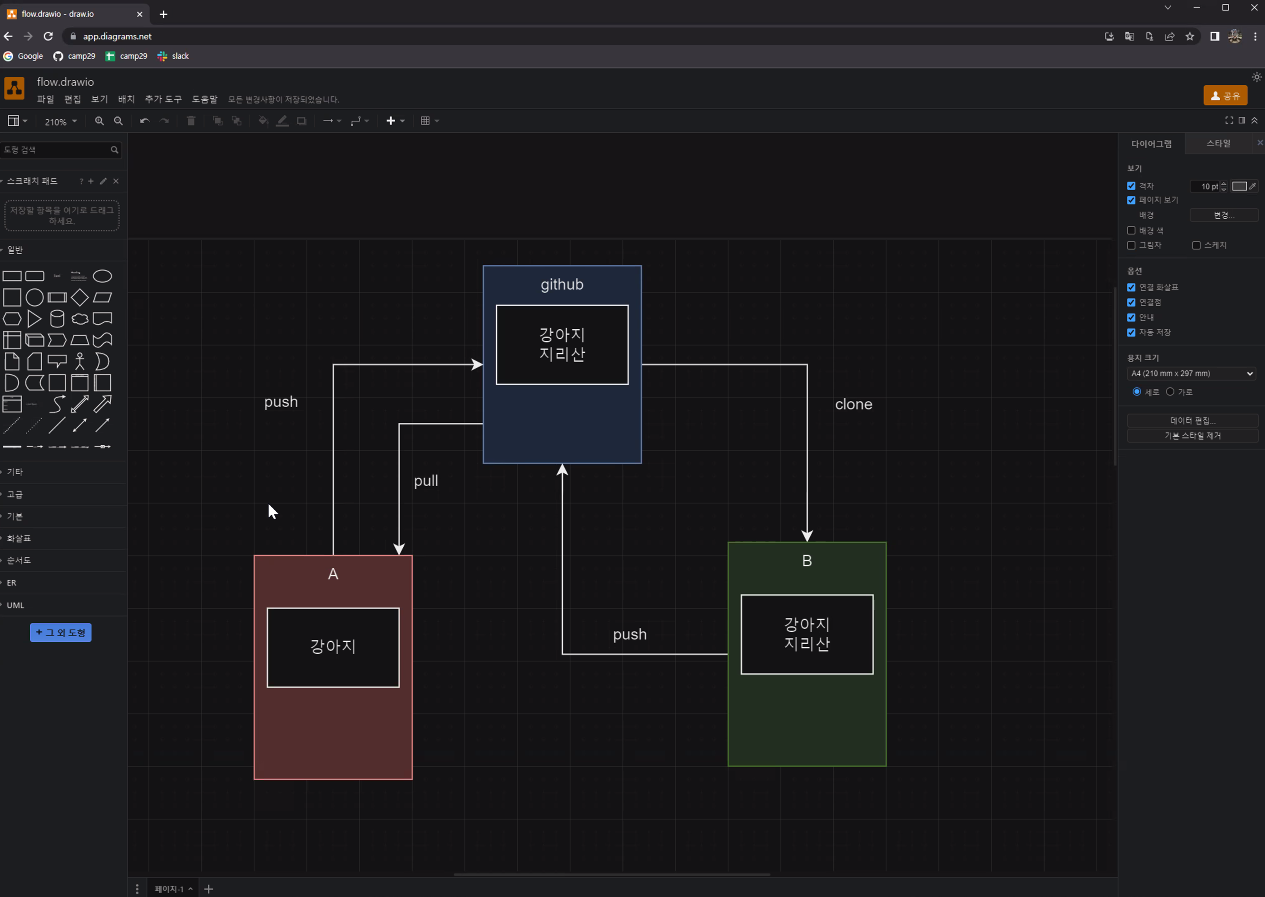 flow.drawio - draw.io
app.diagrams.net
Google camp29 camp29 slack
flow.drawio
파일 편집 보기 배치 추가 도구 도움말 모든 변경사항이 저장되었습니다.
공유
210%
도형 검색
스크래치 패드
? + ×
저장할 항목을 여기로 드래그
하세요.
일반
Text
Heading
기타
고급
기본
화살표
순서도
ER
UML
+ 그 외 도형
github
강아지
지리산
push
clone
pull
A
강아지
B
강아지
지리산
push
페이지-1
다이어그램 스타일
보기
격자 10 pt
페이지 보기
배경 변경...
배경 색
그림자 스케치
옵션
연결 화살표
연결점
안내
자동 저장
용지 크기
A4 (210 mm x 297 mm)
세로 가로
데이터 편집...
기본 스타일 제거